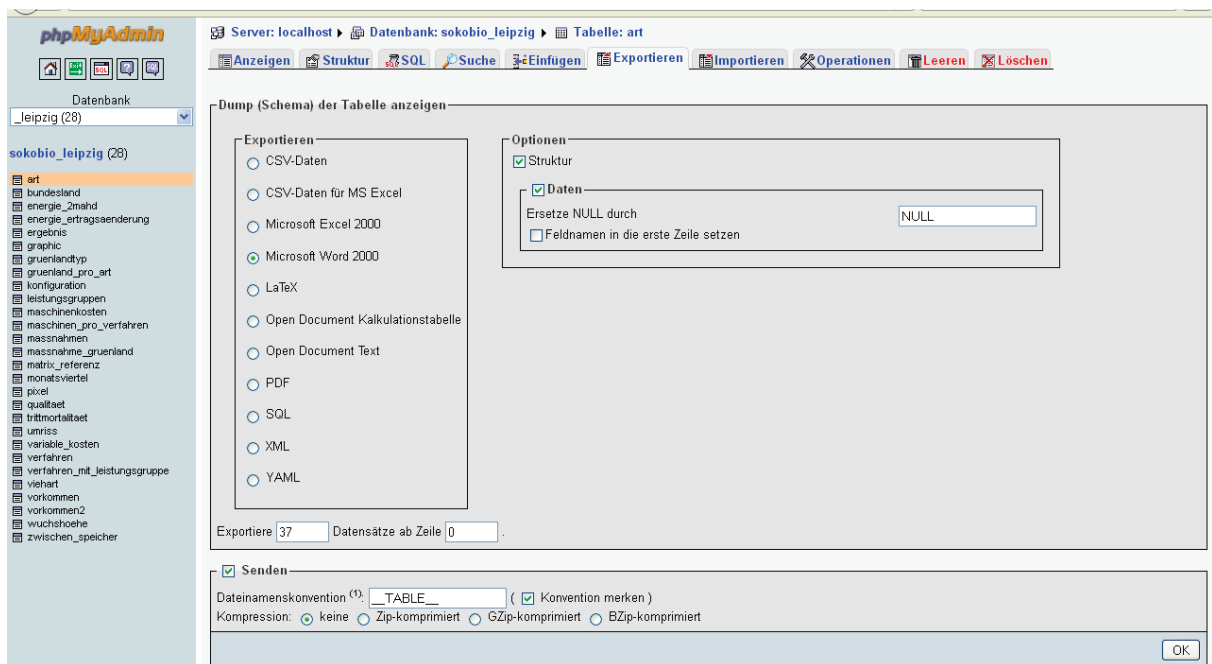 phpMyAdmin
Datenbank
_leipzig (28)
sokobio_leipzig (28)
art
bundesland
energie_2mahd
energie_ertragsaenderung
ergebnis
graphic
gruenlandtyp
gruenland_pro_art
konfiguration
leistungsgruppen
maschinenkosten
maschinen_pro_verfahren
massnahmen
massnahme_gruenland
matrix_referenz
monatsviertel
pixel
qualitaet
trittmortalitaet
umriss
variable_kosten
verfahren
verfahren_mit_leistungsgruppe
viehart
vorkommen
vorkommen2
wuchshoehe
zwischen_speicher
Server: localhost ▸ Datenbank: sokobio_leipzig ▸ Tabelle: art
Anzeigen Struktur SQL Suche Einfügen Exportieren Importieren Operationen Leeren Löschen
Dump (Schema) der Tabelle anzeigen
Exportieren
CSV-Daten
CSV-Daten für MS Excel
Microsoft Excel 2000
Microsoft Word 2000
LaTeX
Open Document Kalkulationstabelle
Open Document Text
PDF
SQL
XML
YAML
Optionen
Struktur
Daten
Ersetze NULL durch NULL
Feldnamen in die erste Zeile setzen
Exportiere 37 Datensätze ab Zeile 0 .
Senden
Dateinamenskonvention (1): __TABLE__ ( Konvention merken )
Kompression: keine Zip-komprimiert GZip-komprimiert BZip-komprimiert
OK